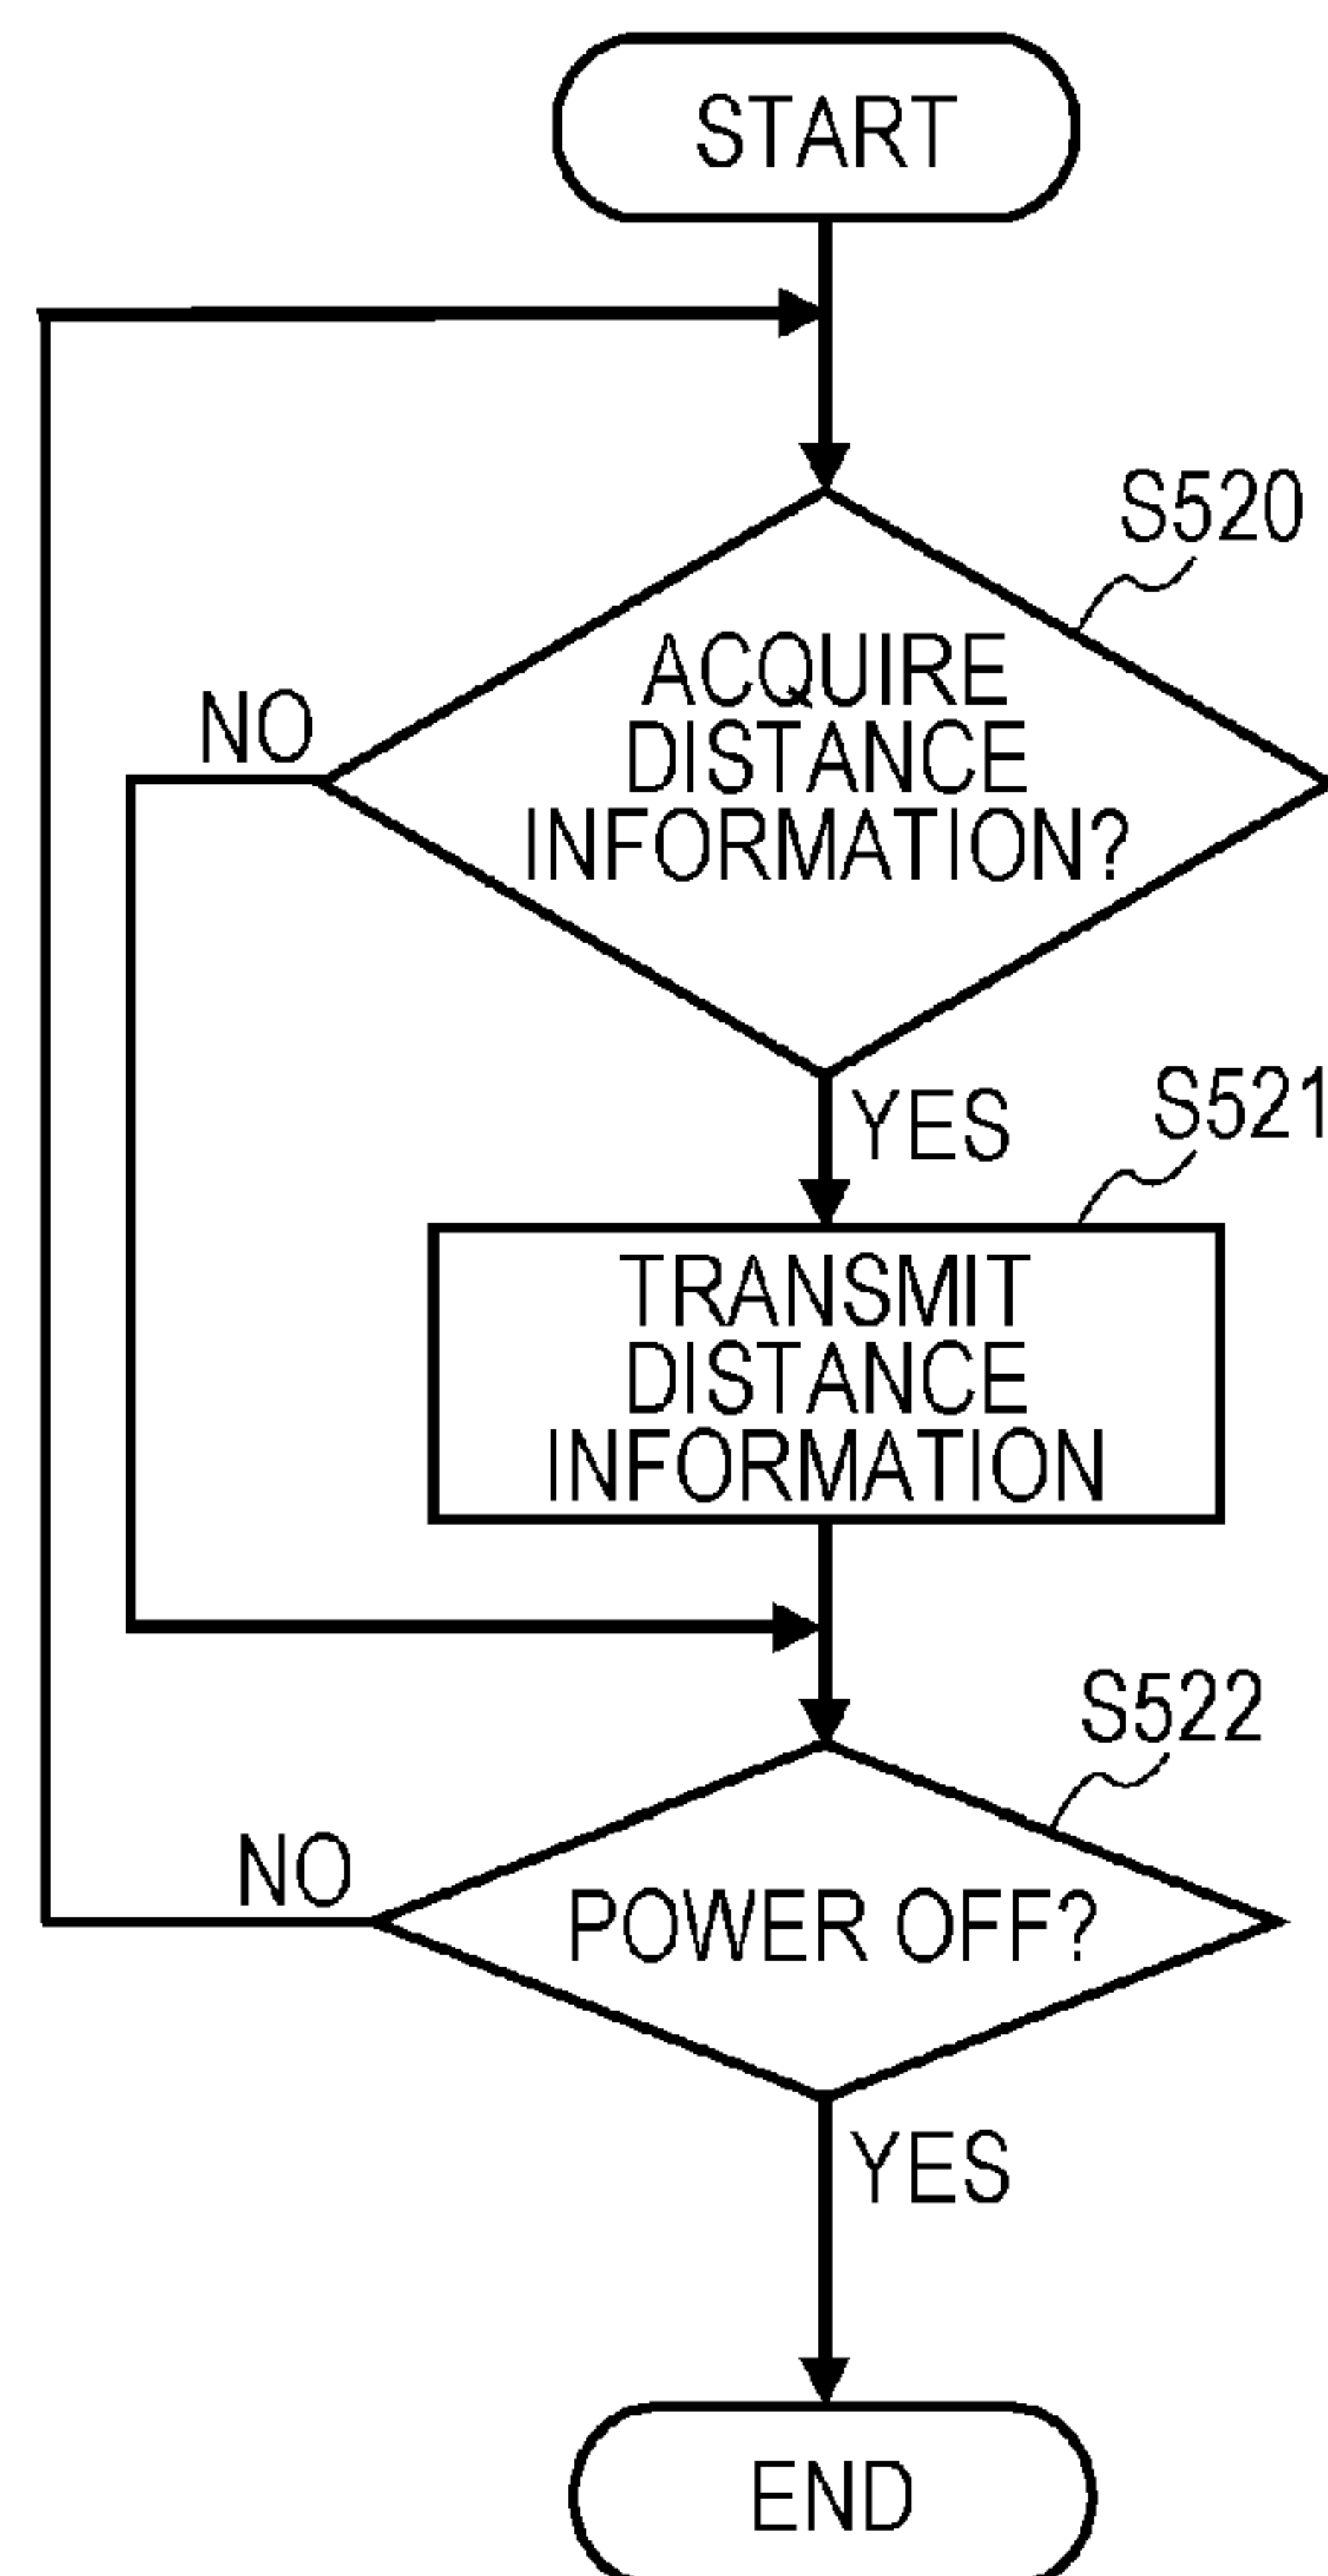 START
S520
ACQUIRE
DISTANCE
INFORMATION?
NO
YES
S521
TRANSMIT
DISTANCE
INFORMATION
S522
NO
POWER OFF?
YES
END